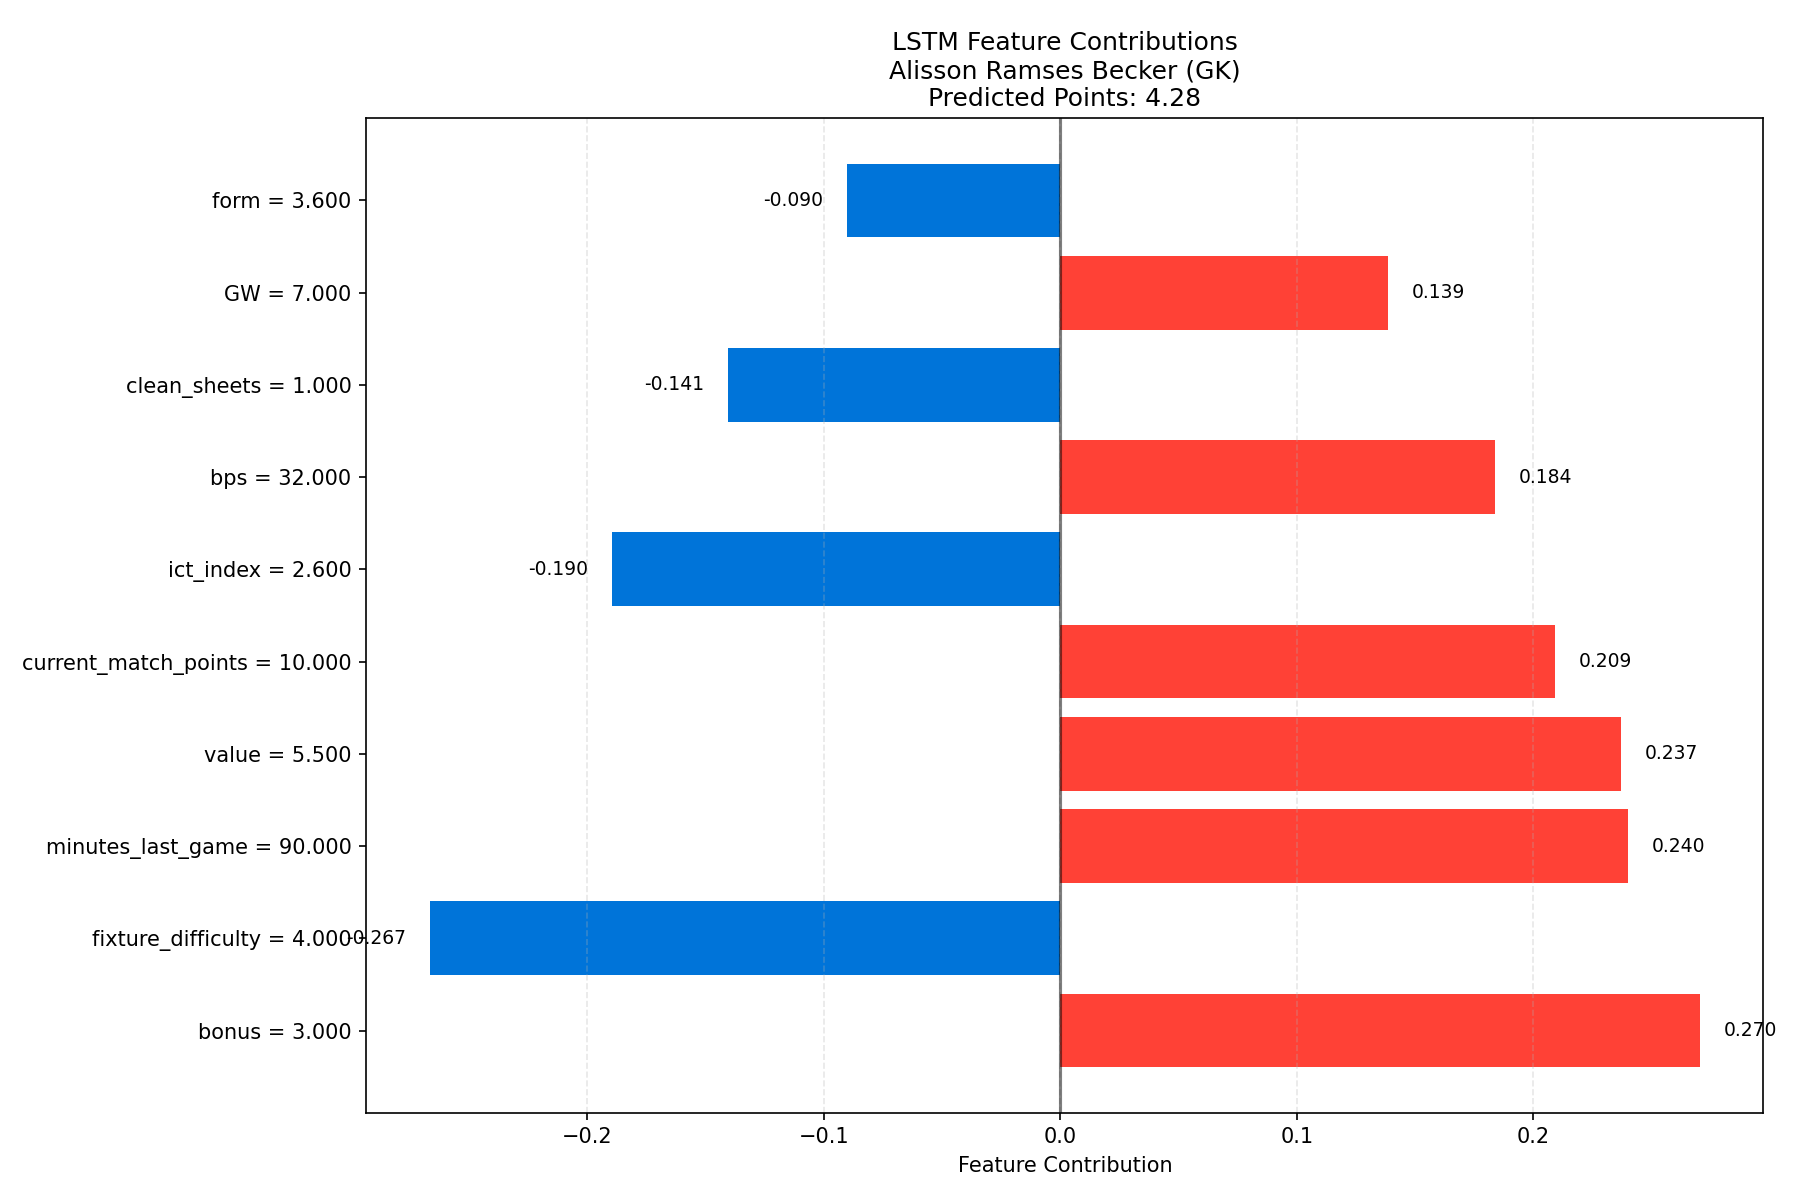 LSTM Feature Contributions
Alisson Ramses Becker (GK)
Predicted Points: 4.28
form = 3.600 -0.090
GW = 7.000 0.139
clean_sheets = 1.000 -0.141
bps = 32.000 0.184
ict_index = 2.600 -0.190
current_match_points = 10.000 0.209
value = 5.500 0.237
minutes_last_game = 90.000 0.240
fixture_difficulty = 4.000 -0.267
bonus = 3.000 0.270
−0.2 −0.1 0.0 0.1 0.2
Feature Contribution